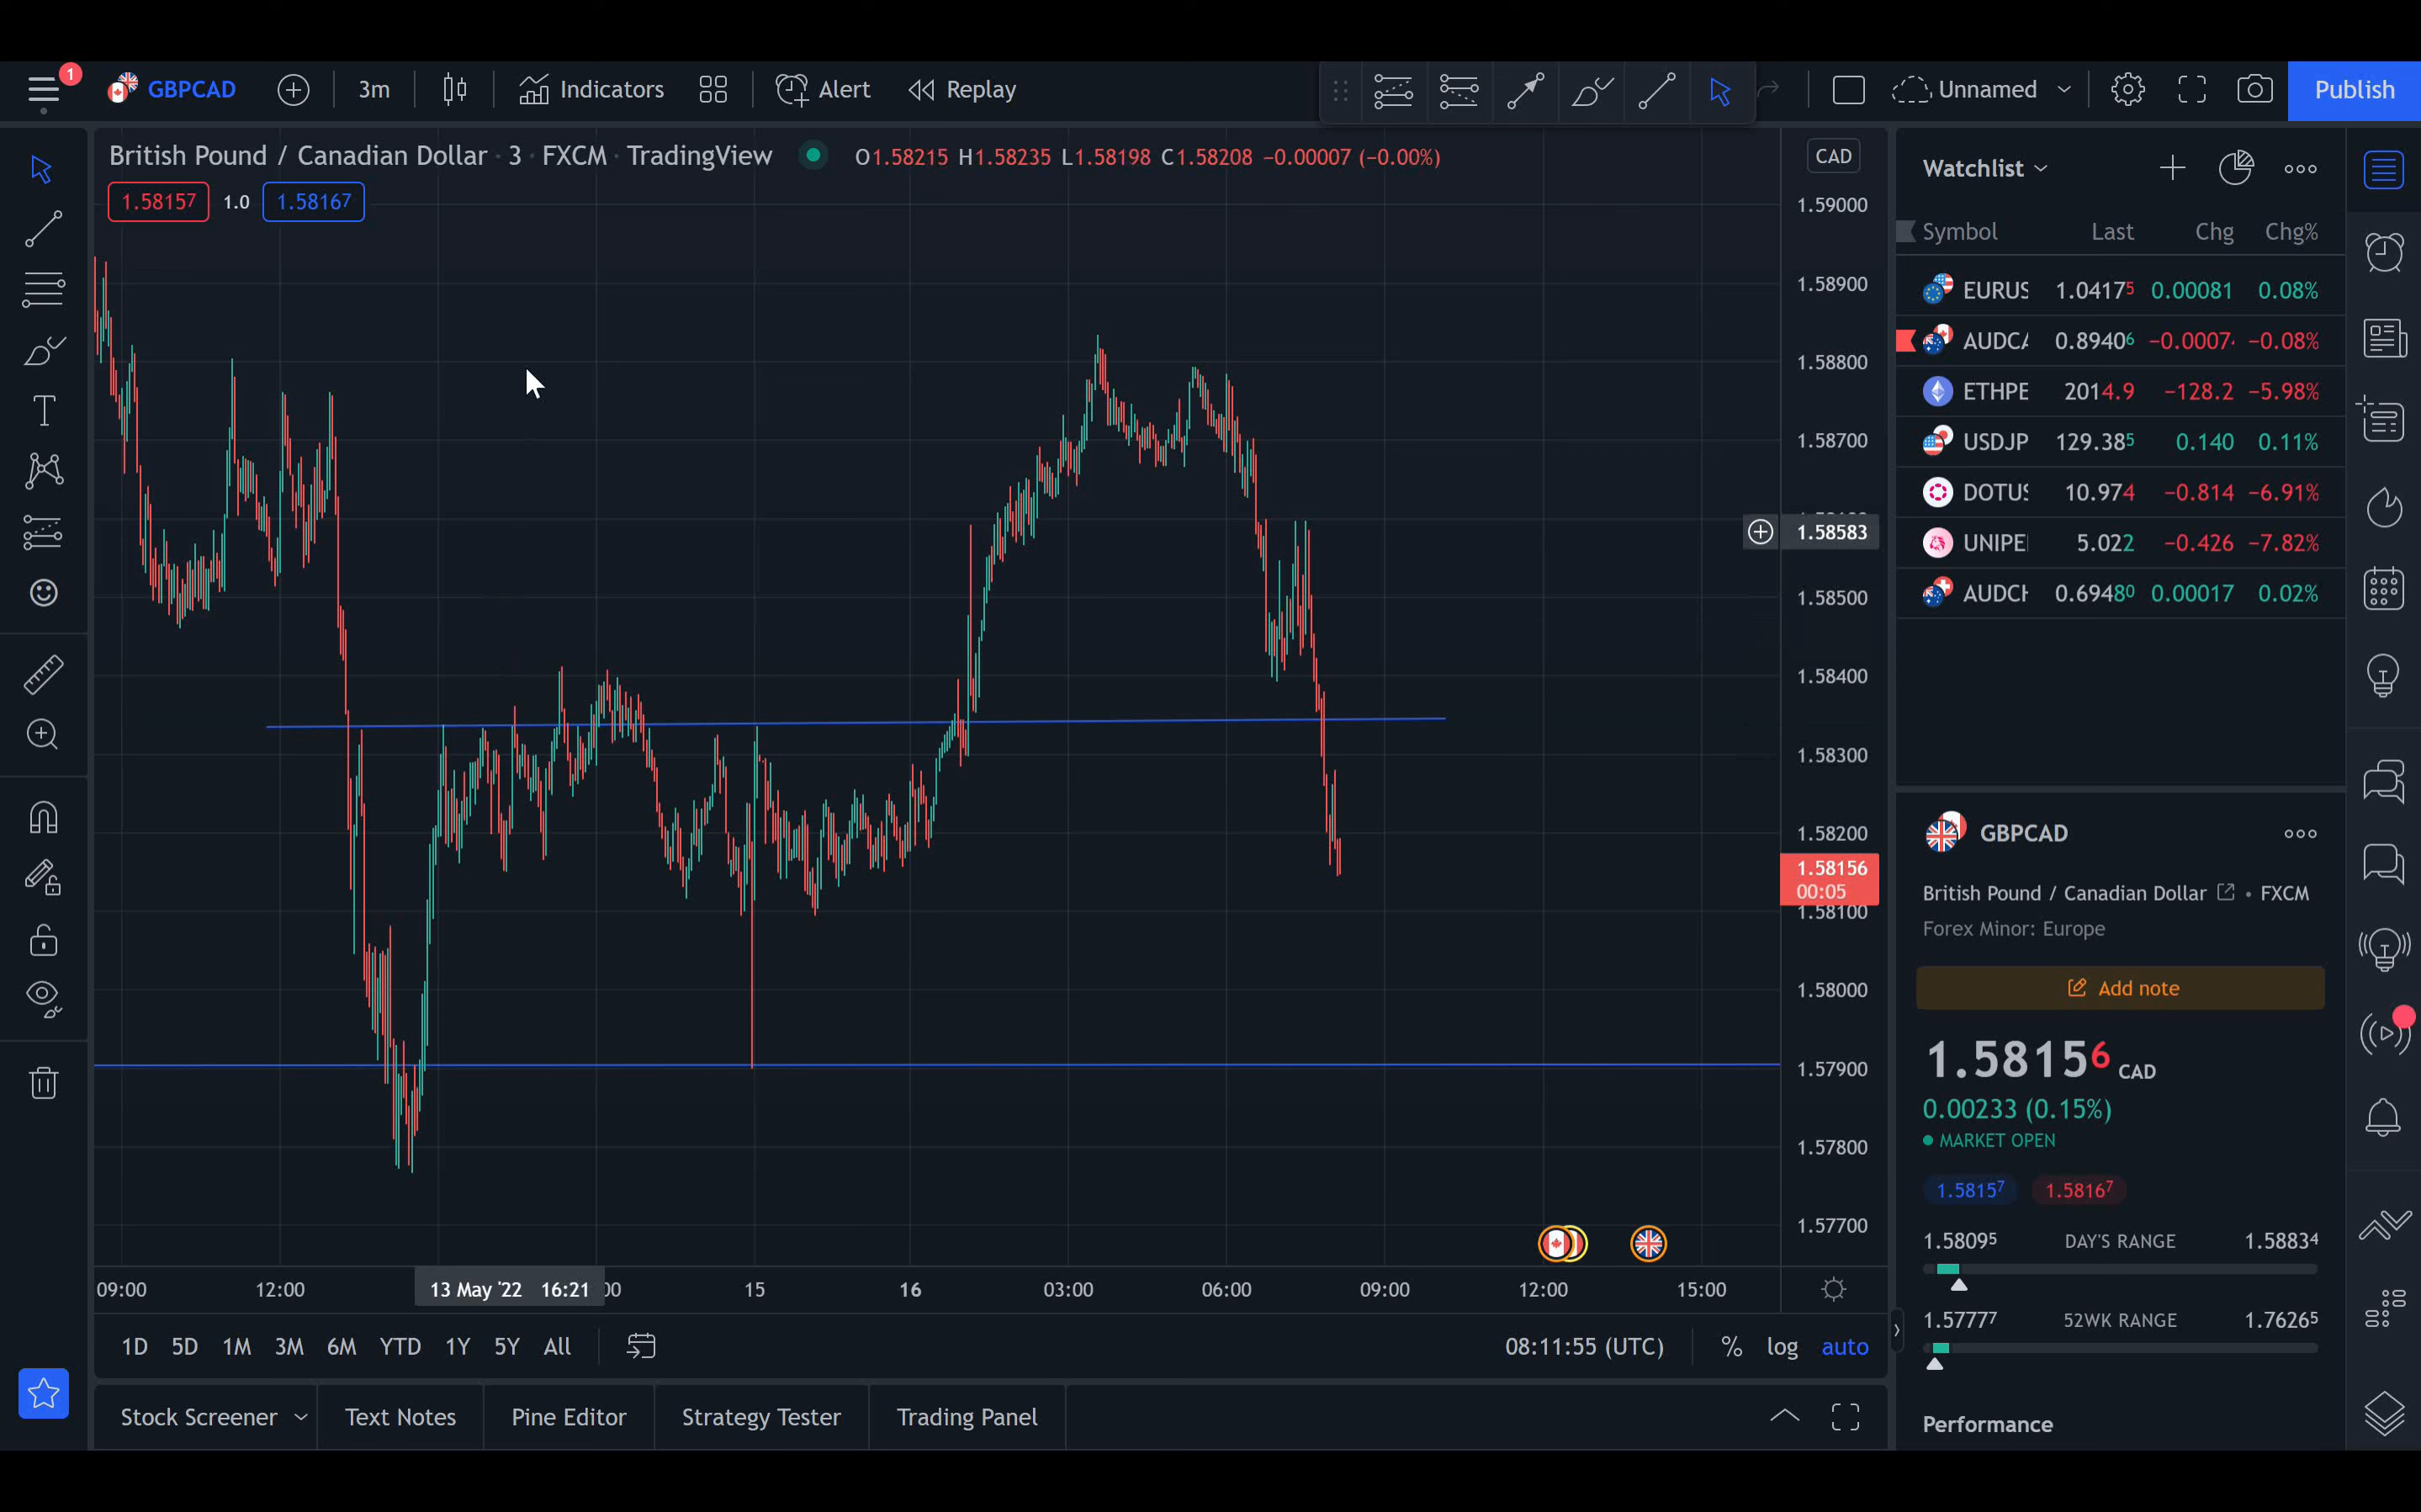 1
GBPCAD 3m Indicators Alert Replay Unnamed Publish
British Pound / Canadian Dollar · 3 · FXCM · TradingView O1.58215 H1.58235 L1.58198 C1.58208 −0.00007 (−0.00%)
1.58157 1.0 1.58167
CAD
1.59000
1.58900
1.58800
1.58700
1.58583
1.58500
1.58400
1.58300
1.58200
1.58156
00:05
1.58100
1.58000
1.57900
1.57800
1.57700
09:00 12:00 13 May '22 16:21 15 16 03:00 06:00 09:00 12:00 15:00
1D 5D 1M 3M 6M YTD 1Y 5Y All 08:11:55 (UTC) % log auto
Stock Screener Text Notes Pine Editor Strategy Tester Trading Panel
Watchlist
Symbol Last Chg Chg%
EURUS 1.04175 0.00081 0.08%
AUDCA 0.89406 −0.0007 −0.08%
ETHPE 2014.9 −128.2 −5.98%
USDJP 129.385 0.140 0.11%
DOTUS 10.974 −0.814 −6.91%
UNIPE 5.022 −0.426 −7.82%
AUDCH 0.69480 0.00017 0.02%
GBPCAD
British Pound / Canadian Dollar • FXCM
Forex Minor: Europe
Add note
1.58156 CAD
0.00233 (0.15%)
MARKET OPEN
1.58157 1.58167
1.58095 DAY'S RANGE 1.58834
1.57777 52WK RANGE 1.76265
Performance